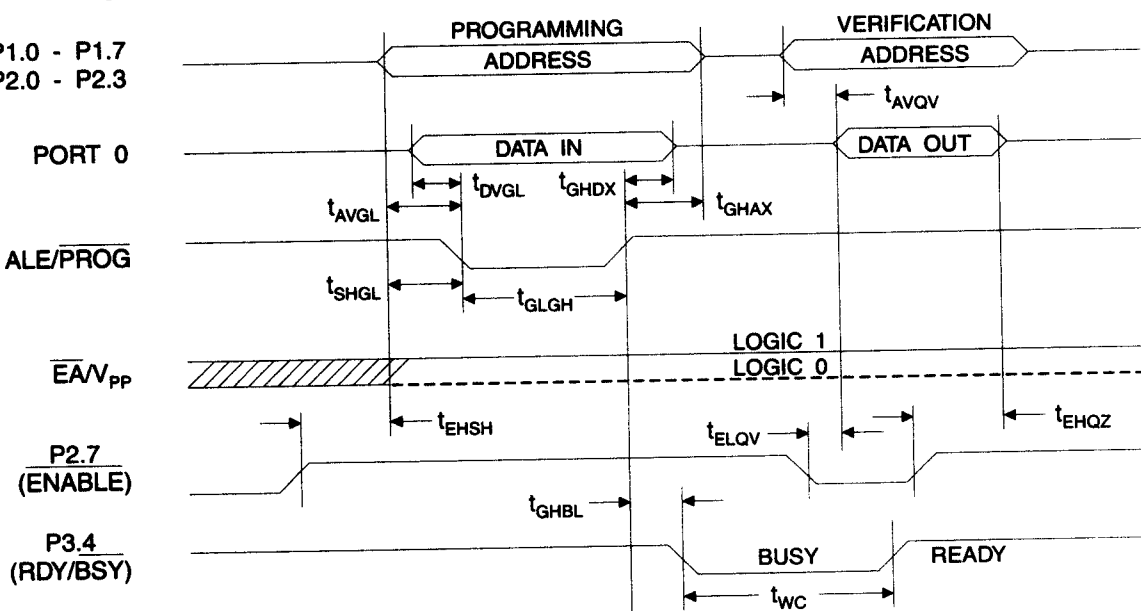 PROGRAMMING
VERIFICATION
P1.0 - P1.7
P2.0 - P2.3
ADDRESS
ADDRESS
tAVQV
PORT 0
DATA IN
DATA OUT
tDVGL
tGHDX
tAVGL
tGHAX
ALE/PROG
tSHGL
tGLGH
LOGIC 1
EA/VPP
LOGIC 0
tEHSH
tELQV
tEHQZ
P2.7
(ENABLE)
tGHBL
P3.4
(RDY/BSY)
BUSY
READY
tWC